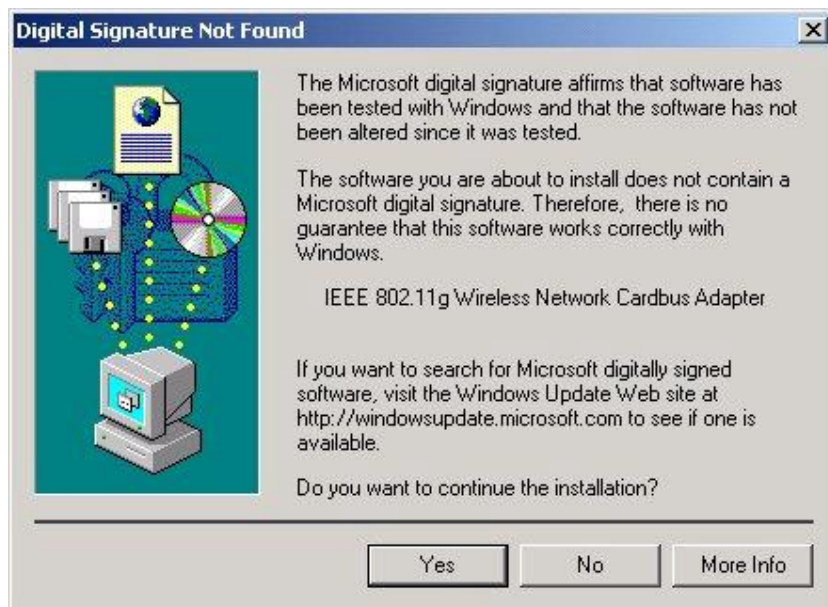 Digital Signature Not Found
The Microsoft digital signature affirms that software has
been tested with Windows and that the software has not
been altered since it was tested.
The software you are about to install does not contain a
Microsoft digital signature. Therefore,  there is no
guarantee that this software works correctly with
Windows.
IEEE 802.11g Wireless Network Cardbus Adapter
If you want to search for Microsoft digitally signed
software, visit the Windows Update Web site at
http://windowsupdate.microsoft.com to see if one is
available.
Do you want to continue the installation?
Yes No More Info